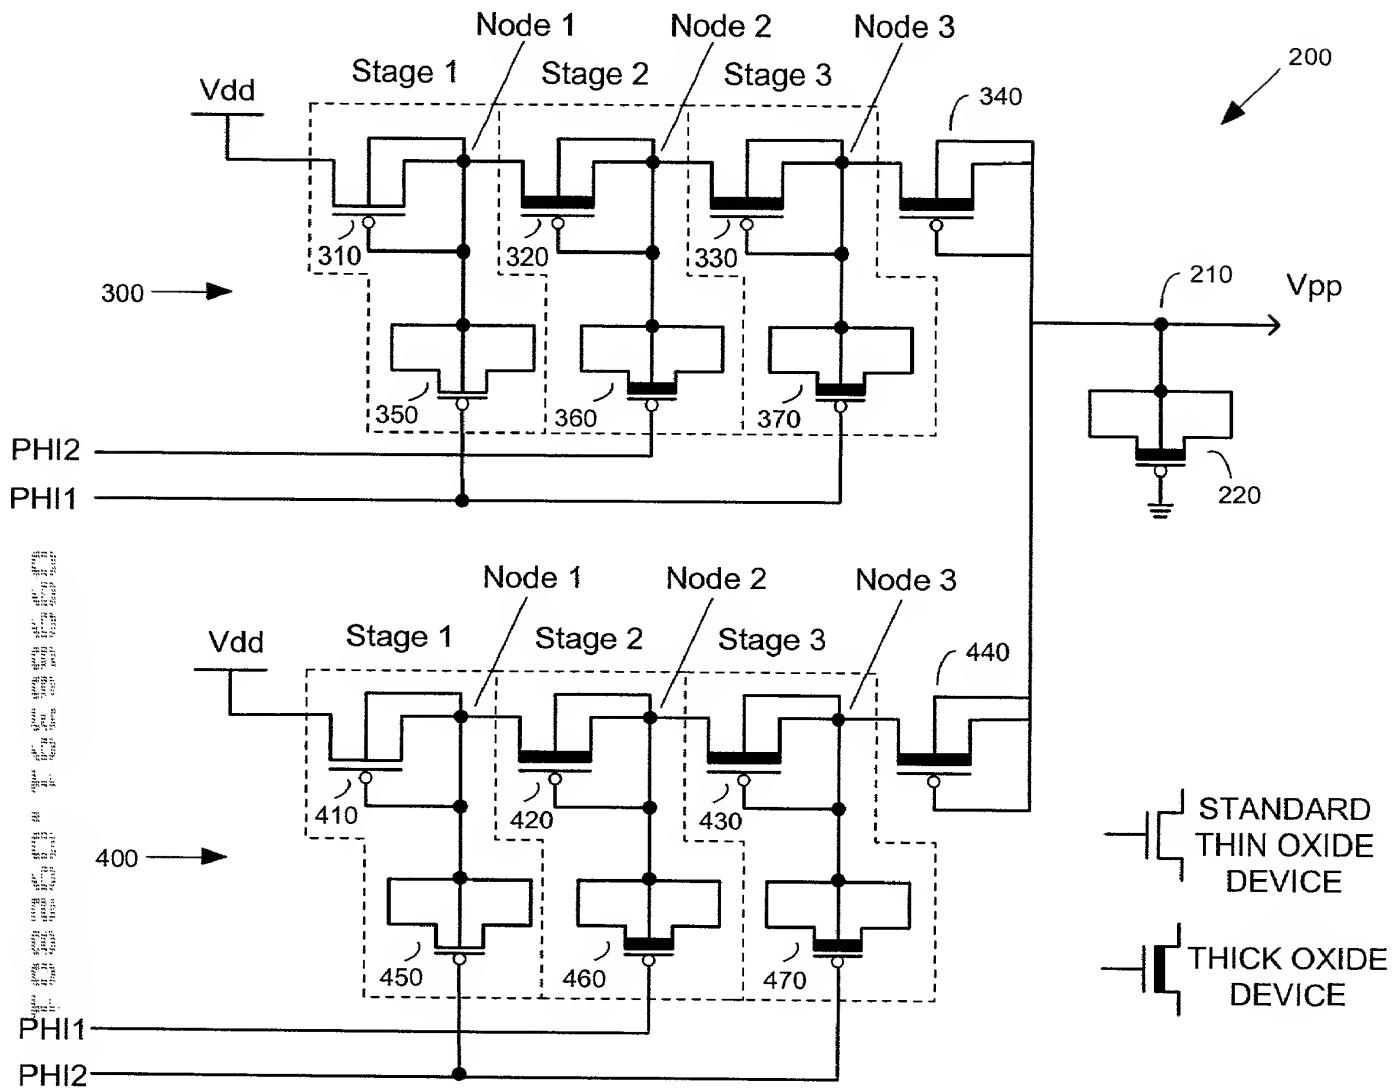 Node 1
Node 2
Node 3
Stage 1
Stage 2
Stage 3
200
Vdd
340
310
320
330
300
210
Vpp
350
360
370
PHI2
PHI1
220
Node 1
Node 2
Node 3
Vdd
Stage 1
Stage 2
Stage 3
440
410
420
430
STANDARD
THIN OXIDE
DEVICE
400
450
460
470
THICK OXIDE
DEVICE
PHI1
PHI2